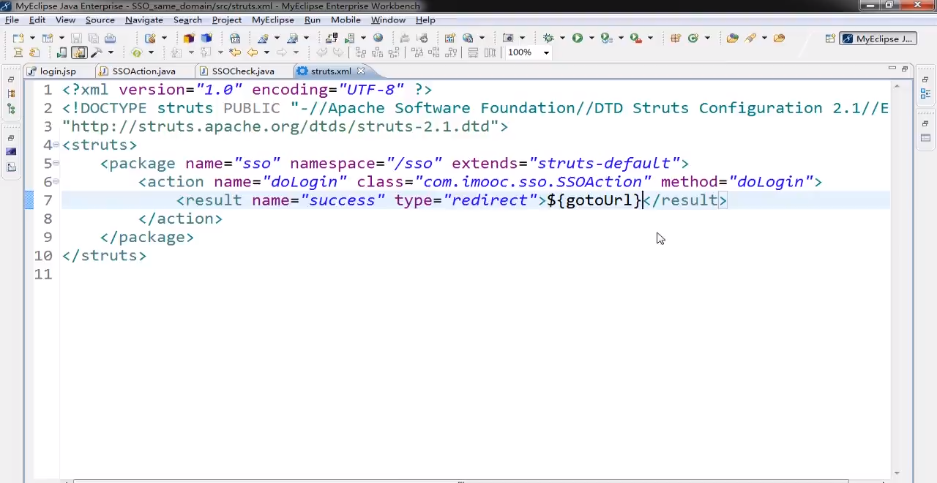 MyEclipse Java Enterprise - SSO_same_domain/src/struts.xml - MyEclipse Enterprise Workbench
File Edit View Source Navigate Search Project MyEclipse Run Mobile Window Help
100%
MyEclipse J...
login.jsp SSOAction.java SSOCheck.java struts.xml
1 <?xml version="1.0" encoding="UTF-8" ?>
2 <!DOCTYPE struts PUBLIC "-//Apache Software Foundation//DTD Struts Configuration 2.1//E
3 "http://struts.apache.org/dtds/struts-2.1.dtd">
4 <struts>
5 <package name="sso" namespace="/sso" extends="struts-default">
6 <action name="doLogin" class="com.imooc.sso.SSOAction" method="doLogin">
7 <result name="success" type="redirect">${gotoUrl}</result>
8 </action>
9 </package>
10 </struts>
11